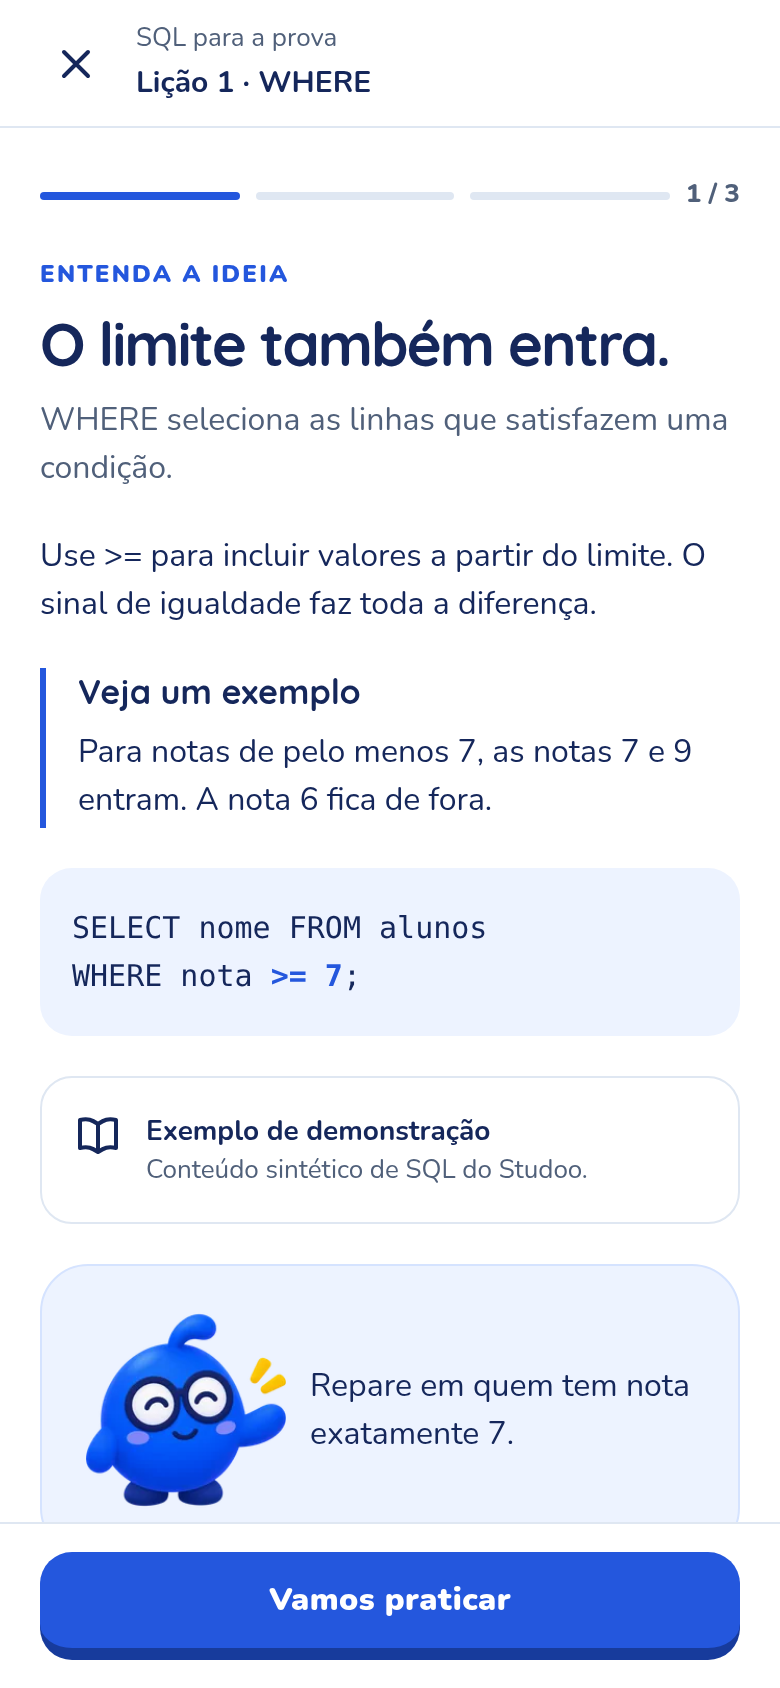 SQL para a prova
Lição 1 · WHERE
1 / 3
ENTENDA A IDEIA
O limite também entra.
WHERE seleciona as linhas que satisfazem uma
condição.
Use >= para incluir valores a partir do limite. O
sinal de igualdade faz toda a diferença.
Veja um exemplo
Para notas de pelo menos 7, as notas 7 e 9
entram. A nota 6 fica de fora.
SELECT nome FROM alunos
WHERE nota >= 7;
Exemplo de demonstração
Conteúdo sintético de SQL do Studoo.
Repare em quem tem nota
exatamente 7.
Vamos praticar